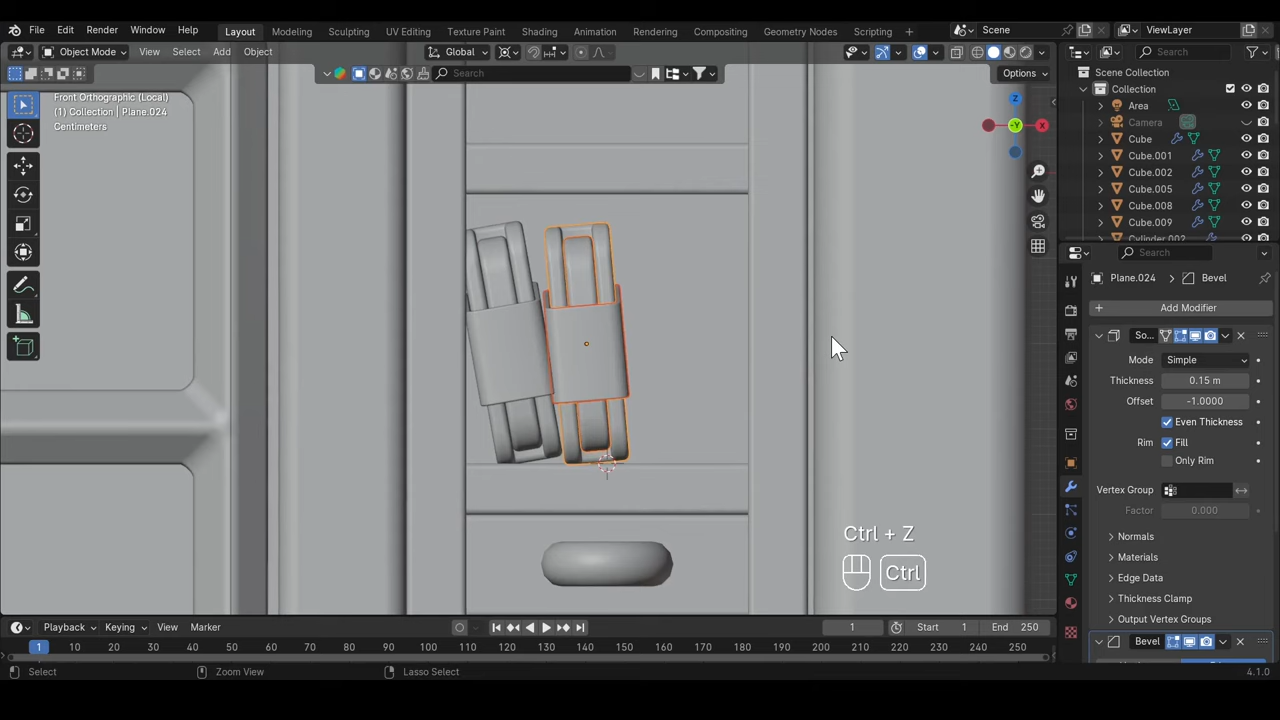 File Edit Render Window Help Layout Modeling Sculpting UV Editing Texture Paint Shading Animation Rendering Compositing Geometry Nodes Scripting + Scene ViewLayer
Object Mode View Select Add Object Global Search
Search Options
Front Orthographic (Local)
(1) Collection | Plane.024
Centimeters
Z
-Y X
Scene Collection
Collection
Area
Camera
Cube
Cube.001
Cube.002
Cube.005
Cube.008
Cube.009
Cylinder.002
Search
Plane.024 Bevel
+ Add Modifier
So...
Mode Simple
Thickness 0.15 m
Offset -1.0000
Even Thickness
Rim Fill
Only Rim
Vertex Group
Factor 0.000
Normals
Materials
Edge Data
Thickness Clamp
Output Vertex Groups
Bevel
Ctrl + Z
Ctrl
Playback Keying View Marker 1 Start 1 End 250
1 10 20 30 40 50 60 70 80 90 100 110 120 130 140 150 160 170 180 190 200 210 220 230 240 250
Select Zoom View Lasso Select 4.1.0